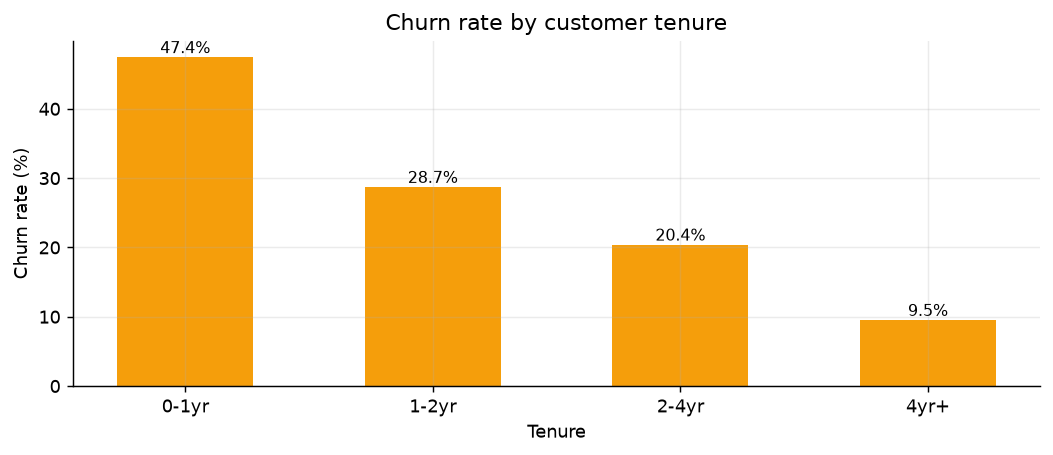 Churn rate by customer tenure
Churn rate (%)
40
30
20
10
0
47.4%
28.7%
20.4%
9.5%
0-1yr
1-2yr
2-4yr
4yr+
Tenure